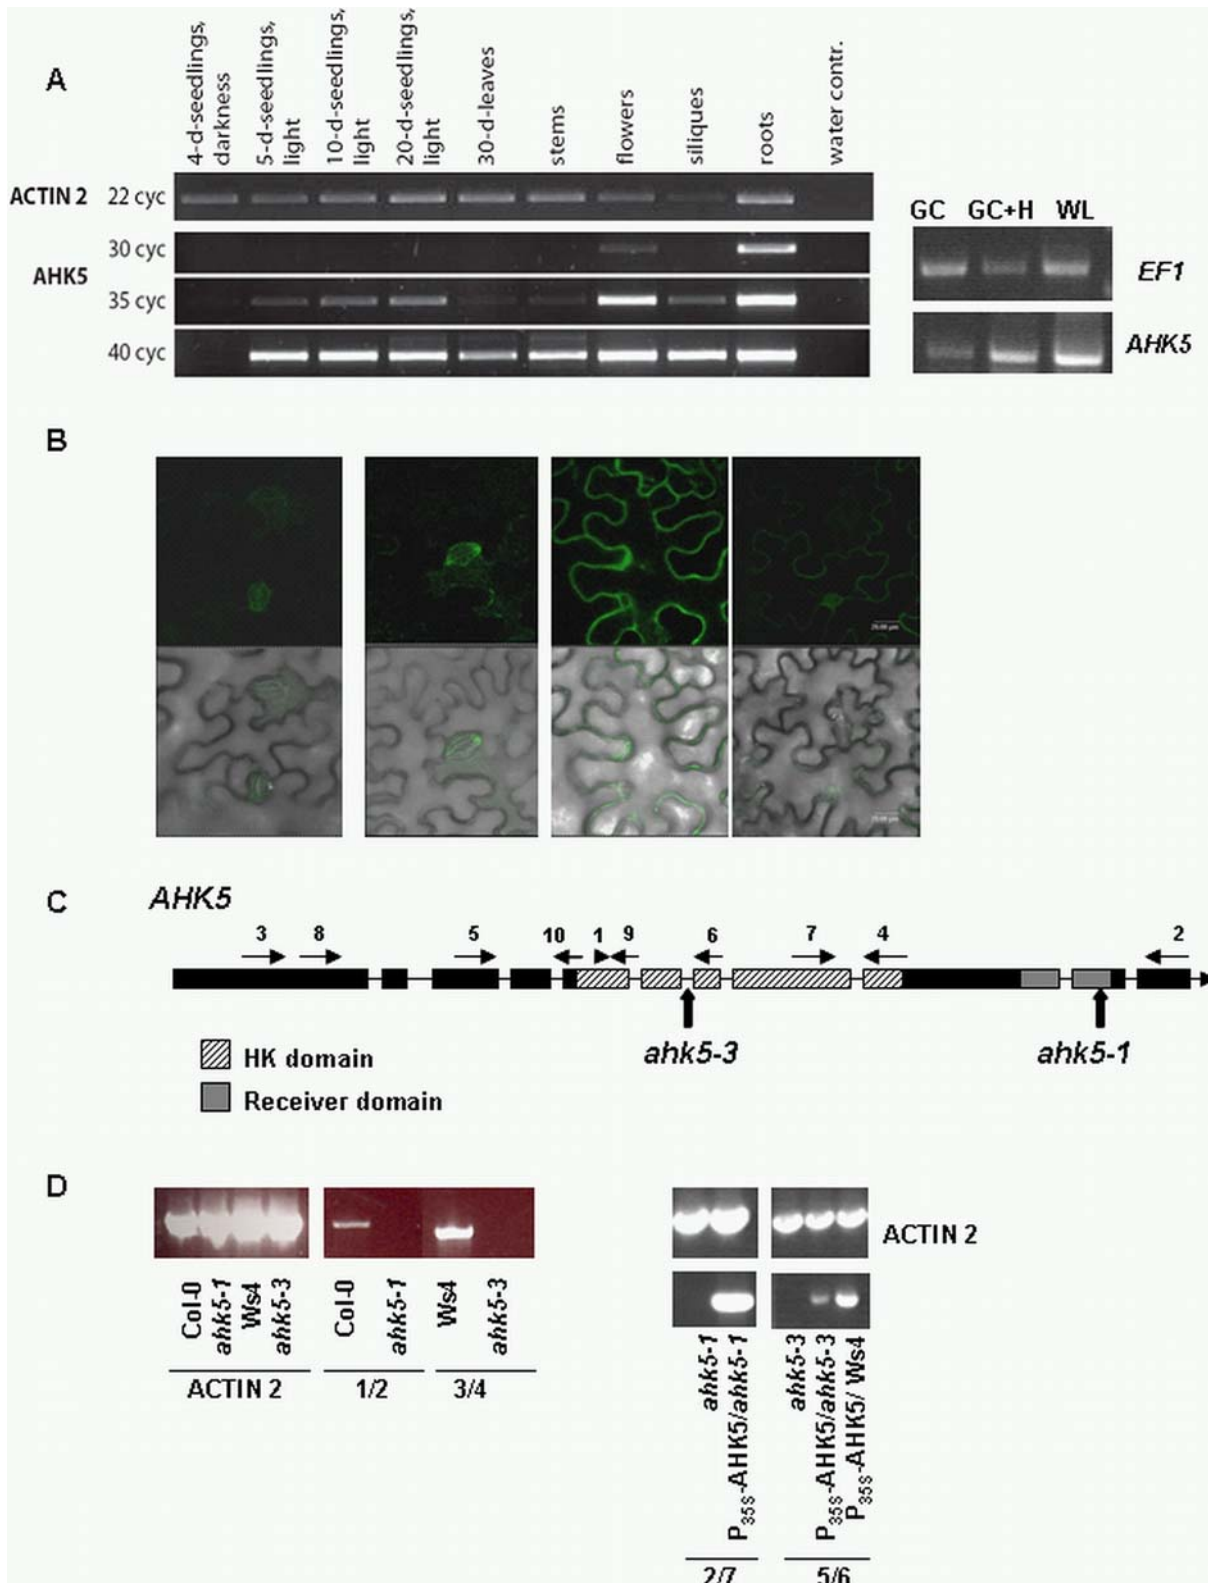 A
4-d-seedlings, darkness
5-d-seedlings, light
10-d-seedlings, light
20-d-seedlings, light
30-d-leaves
stems
flowers
siliques
roots
water contr.
ACTIN 2 22 cyc
AHK5
30 cyc
35 cyc
40 cyc
GC GC+H WL
EF1
AHK5
B
C
AHK5
3 8 5 10 1 9 6 7 4 2
ahk5-3 ahk5-1
HK domain
Receiver domain
D
Col-0
ahk5-1
Ws4
ahk5-3
ACTIN 2
Col-0
ahk5-1
1/2
Ws4
ahk5-3
3/4
ACTIN 2
ahk5-1
P35S-AHK5/ahk5-1
2/7
ahk5-3
P35S-AHK5/ahk5-3
P35S-AHK5/ Ws4
5/6